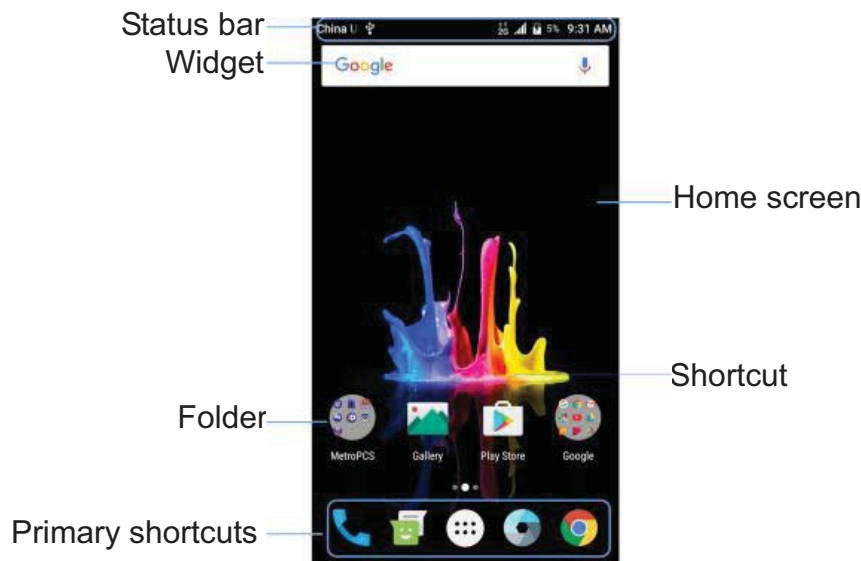 Status bar
China U 2G 5% 9:31 AM
Widget
Google
Home screen
Shortcut
Folder
MetroPCS Gallery Play Store Google
Primary shortcuts